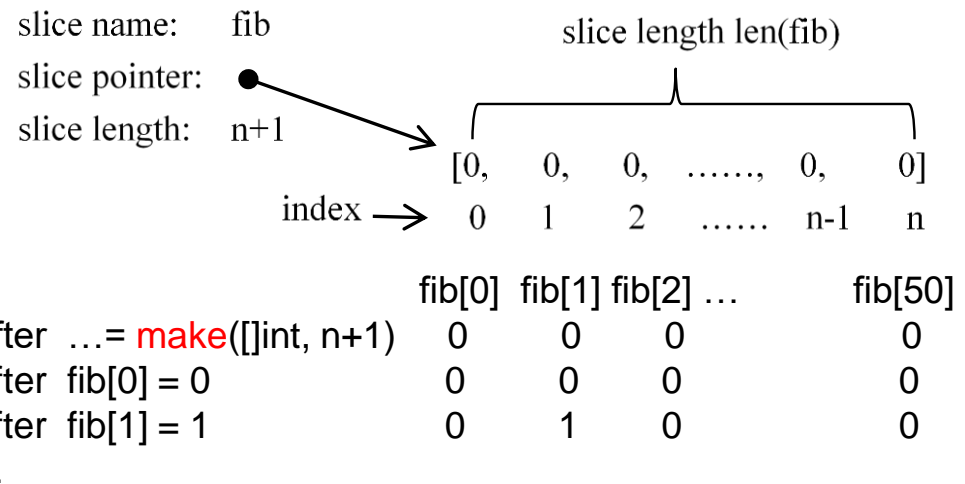 slice name: fib
slice length len(fib)
slice pointer:
slice length: n+1
[0, 0, 0, ……, 0, 0]
index 0 1 2 …… n-1 n
fib[0] fib[1] fib[2] … fib[50]
fter …= make([]int, n+1) 0 0 0 0
fter fib[0] = 0 0 0 0 0
fter fib[1] = 1 0 1 0 0